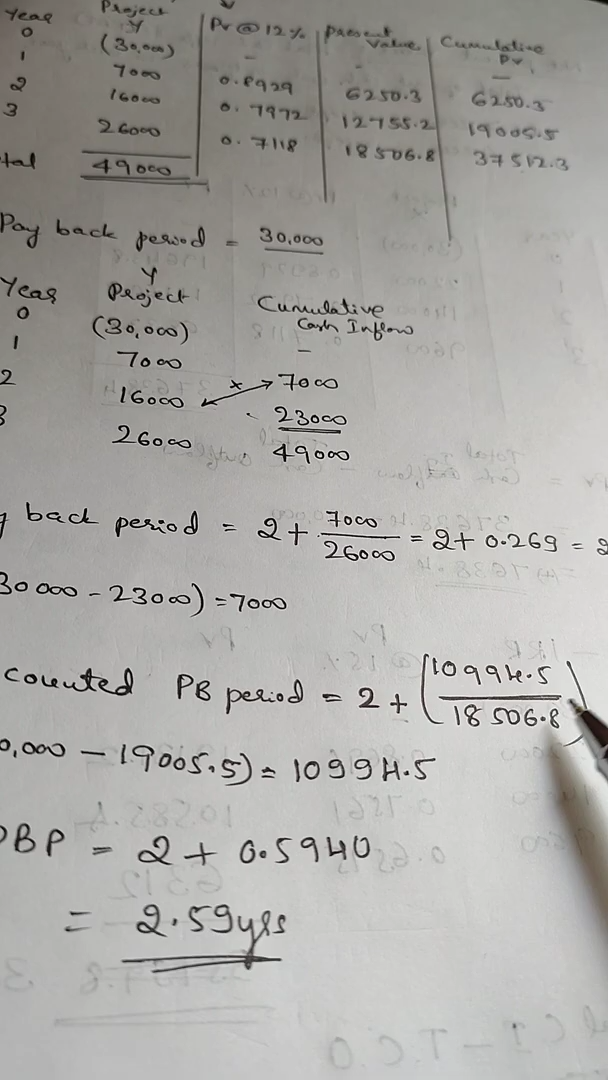 Year Project Y PV @ 12% Present Value Cumulative PV
0 (30,000) - - -
1 7000 0.8929 6250.3 6250.3
2 16000 0.7972 12755.2 19005.5
3 26000 0.7118 18506.8 37512.3
tal 49000
Pay back period = 30,000
Year Y Project Cumulative Cash Inflow
0 (30,000) -
1 7000 7000
2 16000 x 23000
3 26000 49000
y back period = 2 + 7000/26000 = 2 + 0.269 = 2
30000 - 23000) = 7000
counted PB period = 2 + (10994.5/18506.8)
0,000 - 19005.5) = 10994.5
DBP = 2 + 0.5940
= 2.59yrs